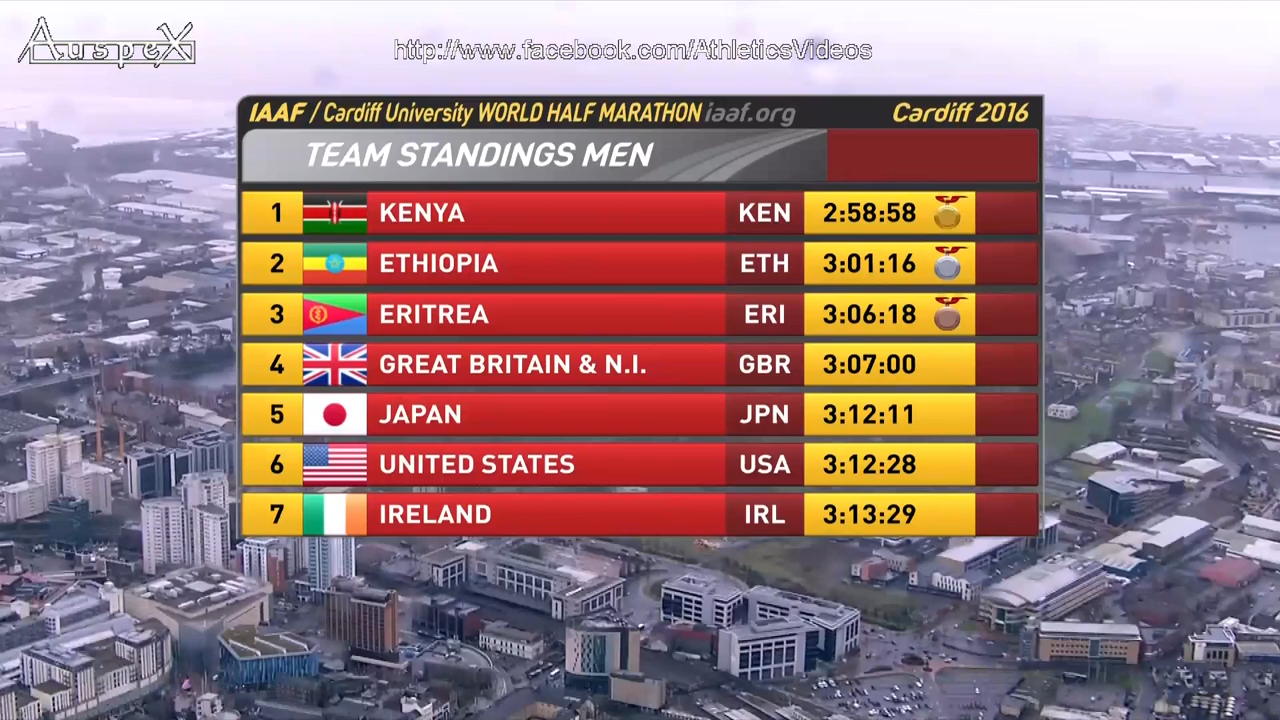 AuspeX
http://www.facebook.com/AthleticsVideos
IAAF / Cardiff University WORLD HALF MARATHON iaaf.org Cardiff 2016
TEAM STANDINGS MEN
1 KENYA KEN 2:58:58
2 ETHIOPIA ETH 3:01:16
3 ERITREA ERI 3:06:18
4 GREAT BRITAIN & N.I. GBR 3:07:00
5 JAPAN JPN 3:12:11
6 UNITED STATES USA 3:12:28
7 IRELAND IRL 3:13:29